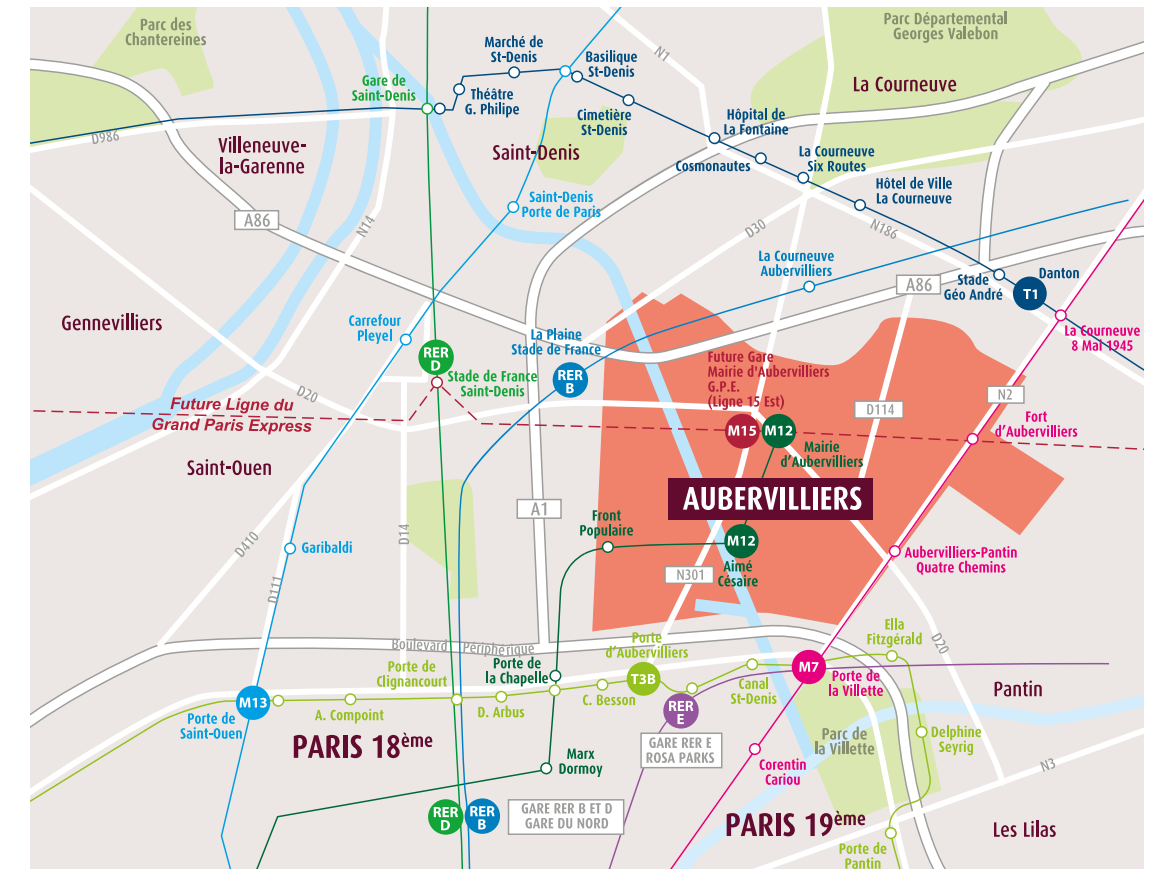 Parc des
Chantereines
Parc Départemental
Georges Valebon
Marché de
St-Denis
Basilique
St-Denis
N1
La Courneuve
Gare de
Saint-Denis
Théâtre
G. Philipe
Cimetière
St-Denis
Hôpital de
La Fontaine
D986
Villeneuve-
la-Garenne
Saint-Denis
Cosmonautes
La Courneuve
Six Routes
Hôtel de Ville
La Courneuve
Saint-Denis
Porte de Paris
A86
N14
D30
N186
La Courneuve
Aubervilliers
A86
Stade
Géo André
Danton
T1
Gennevilliers
Carrefour
Pleyel
La Plaine
Stade de France
La Courneuve
8 Mai 1945
RER
D
RER
B
Stade de France
Saint-Denis
Future Gare
Mairie d'Aubervilliers
G.P.E.
(Ligne 15 Est)
D20
N2
D114
Future Ligne du
Grand Paris Express
Fort
d'Aubervilliers
M15
M12
Mairie
d'Aubervilliers
Saint-Ouen
AUBERVILLIERS
A1
Front
Populaire
D410
D14
Garibaldi
M12
Aimé
Césaire
Aubervilliers-Pantin
Quatre Chemins
N301
D111
Boulevard Périphérique
Porte
d'Aubervilliers
Ella
Fitzgérald
D20
Porte de
Clignancourt
Porte de
la Chapelle
T3B
M7
Porte de
la Villette
Canal
St-Denis
Pantin
M13
Porte de
Saint-Ouen
A. Compoint
D. Arbus
C. Besson
RER
E
GARE RER E
ROSA PARKS
Parc de
la Villette
Delphine
Seyrig
PARIS 18ème
Marx
Dormoy
Corentin
Cariou
N3
RER
D
RER
B
GARE RER B ET D
GARE DU NORD
PARIS 19ème
Les Lilas
Porte de
Pantin